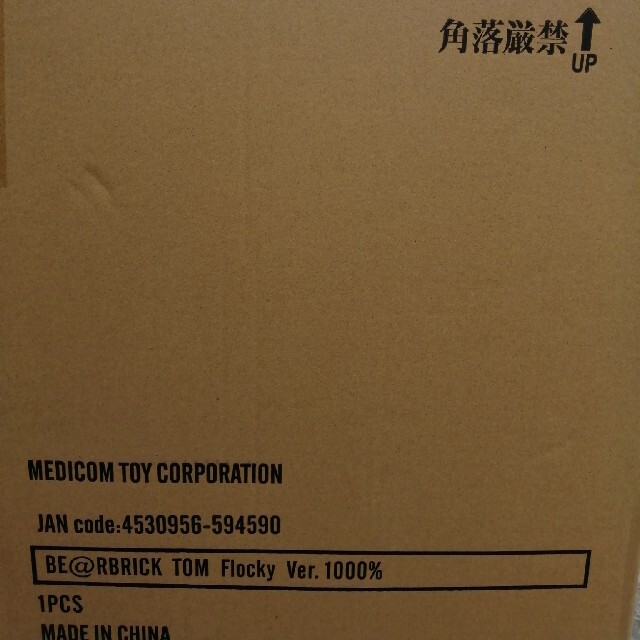 角落厳禁
UP
MEDICOM TOY CORPORATION
JAN code:4530956-594590
BE@RBRICK TOM Flocky Ver. 1000%
1PCS
MADE IN CHINA